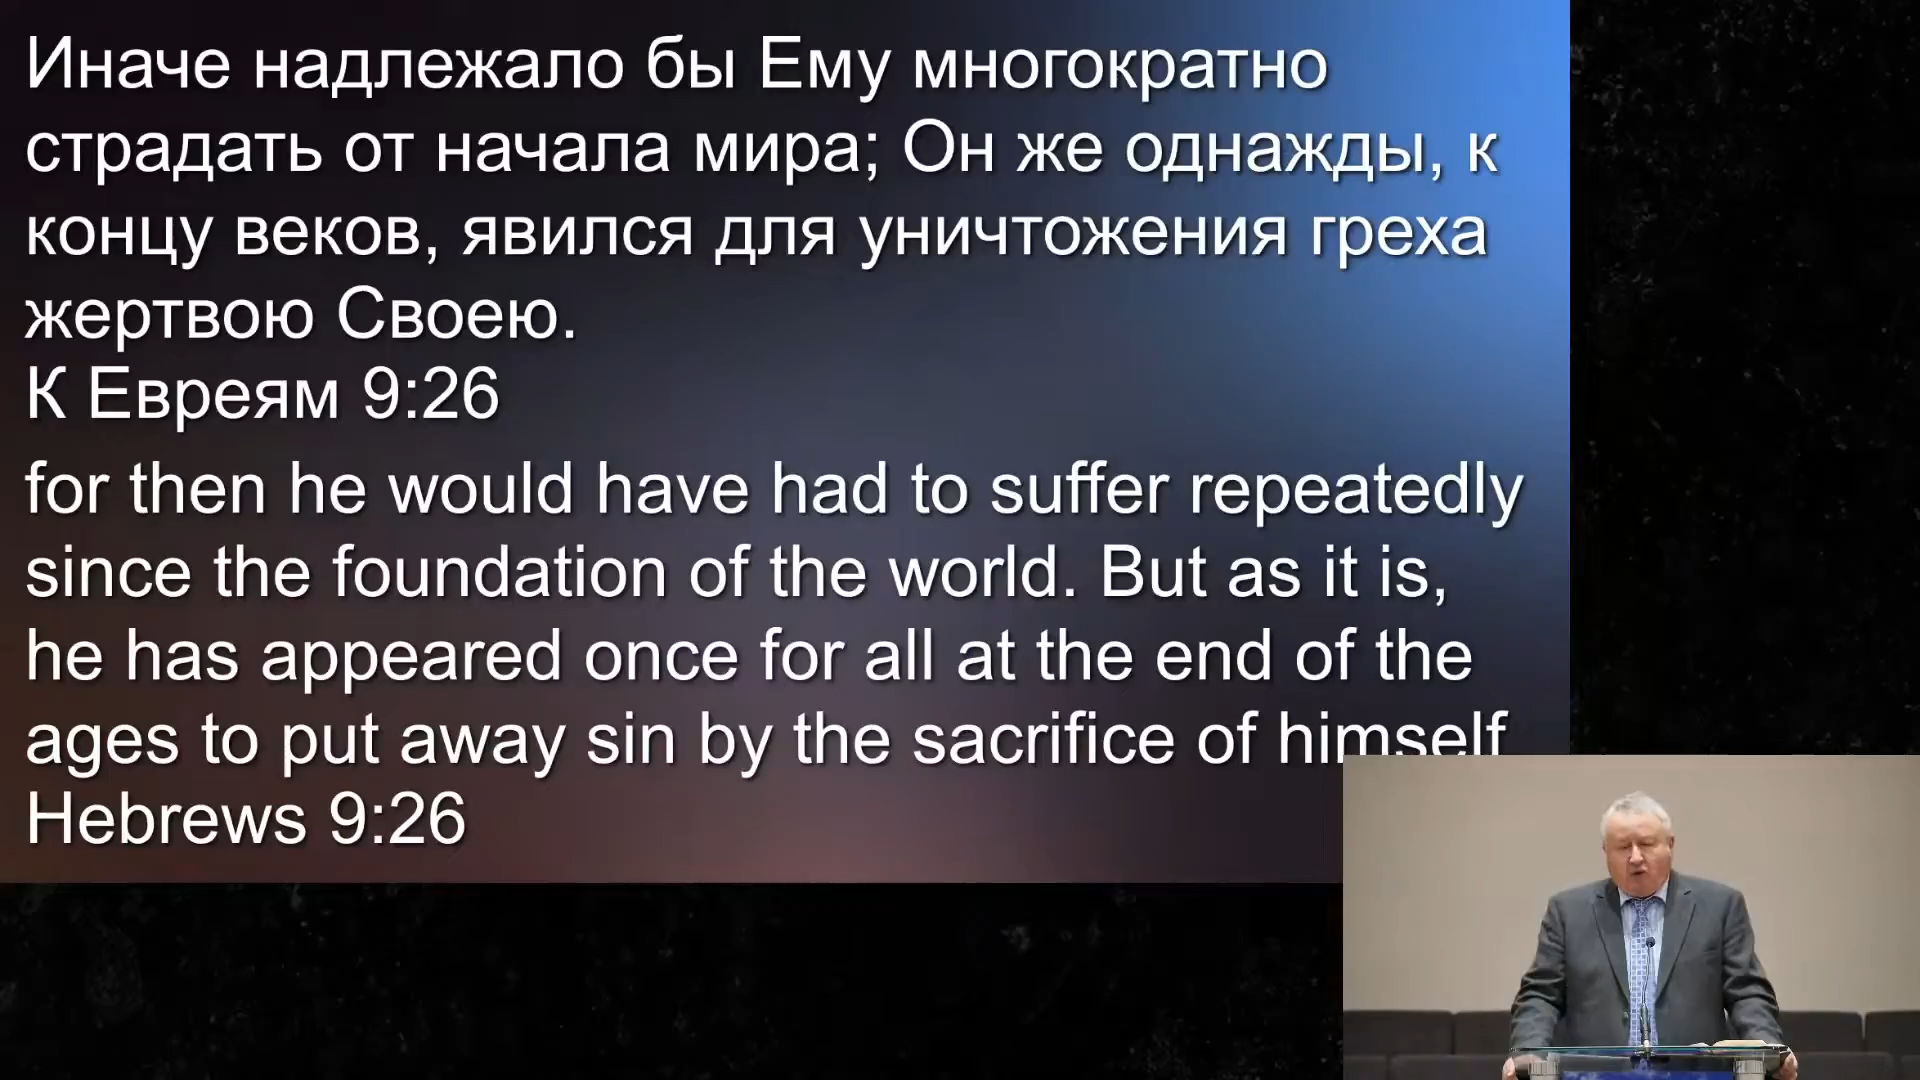 Иначе надлежало бы Ему многократно
страдать от начала мира; Он же однажды, к
концу веков, явился для уничтожения греха
жертвою Своею.
К Евреям 9:26
for then he would have had to suffer repeatedly
since the foundation of the world. But as it is,
he has appeared once for all at the end of the
ages to put away sin by the sacrifice of himself
Hebrews 9:26